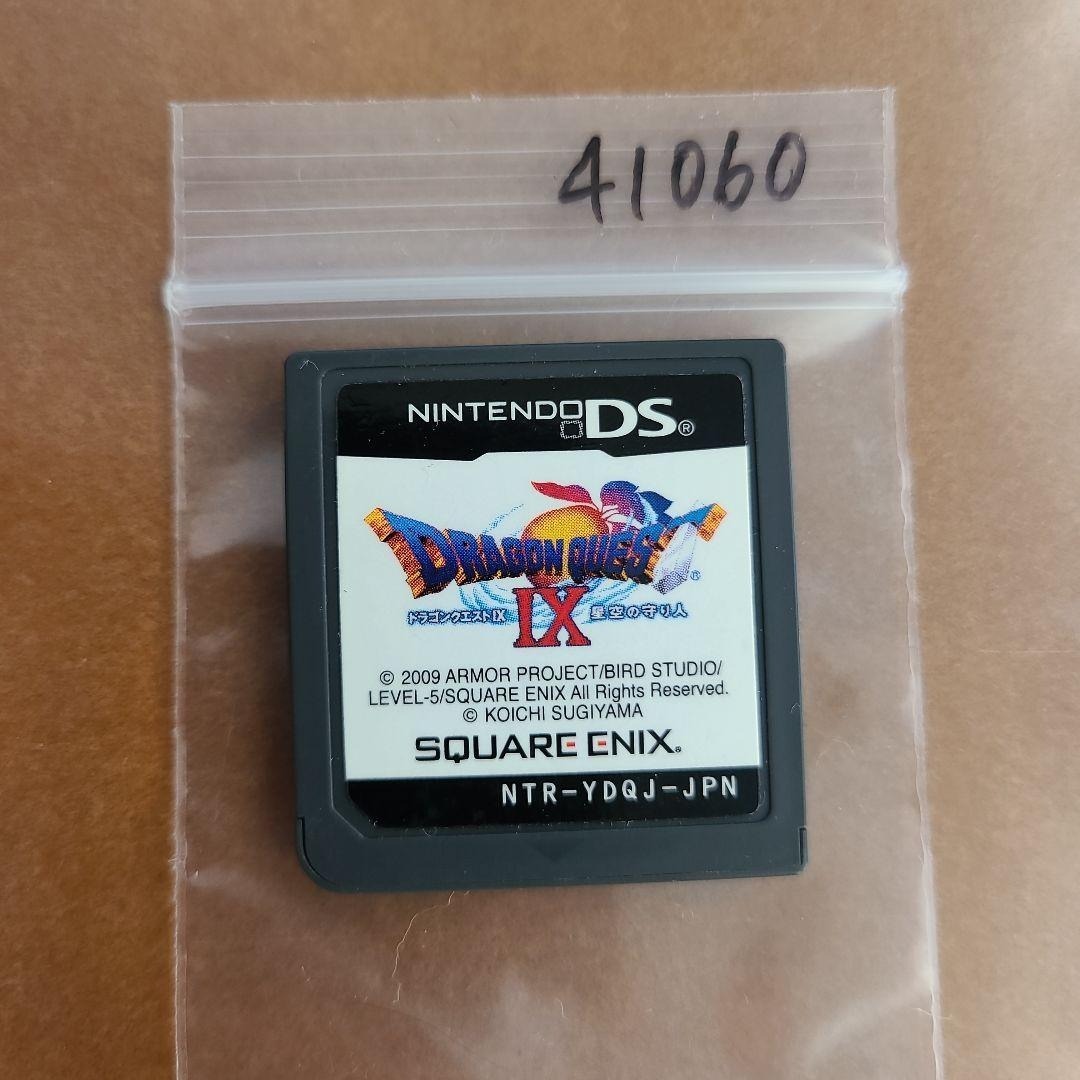 41060
NINTENDO DS®
DRAGON QUEST®
ドラゴンクエストIX IX 星空の守り人
© 2009 ARMOR PROJECT/BIRD STUDIO/
LEVEL-5/SQUARE ENIX All Rights Reserved.
© KOICHI SUGIYAMA
SQUARE ENIX®
NTR-YDQJ-JPN